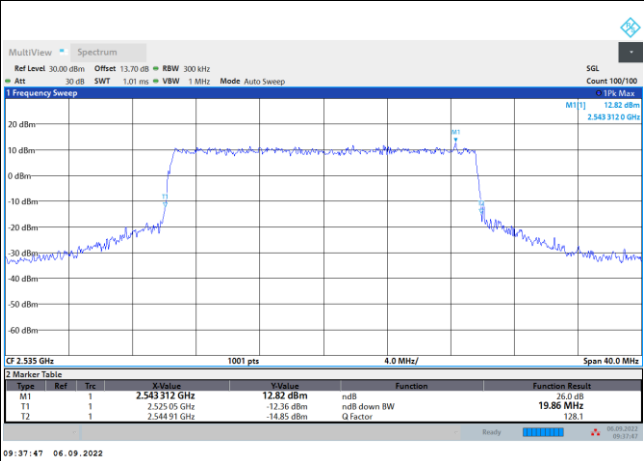 MultiView Spectrum
Ref Level 30.00 dBm Offset 13.70 dB RBW 300 kHz SGL
Att 30 dB SWT 1.01 ms VBW 1 MHz Mode Auto Sweep Count 100/100
1 Frequency Sweep 1Pk Max
M1[1] 12.82 dBm
2.543 312 0 GHz
20 dBm
M1
10 dBm
0 dBm
-10 dBm
-20 dBm
-30 dBm
-40 dBm
-50 dBm
-60 dBm
CF 2.535 GHz 1001 pts 4.0 MHz/ Span 40.0 MHz
2 Marker Table
Type Ref Trc X-Value Y-Value Function Function Result
M1 1 2.543 312 GHz 12.82 dBm ndB 26.0 dB
T1 1 2.525 05 GHz -12.36 dBm ndB down BW 19.86 MHz
T2 1 2.544 91 GHz -14.85 dBm Q Factor 128.1
Ready 06.09.2022
09:37:47
09:37:47 06.09.2022